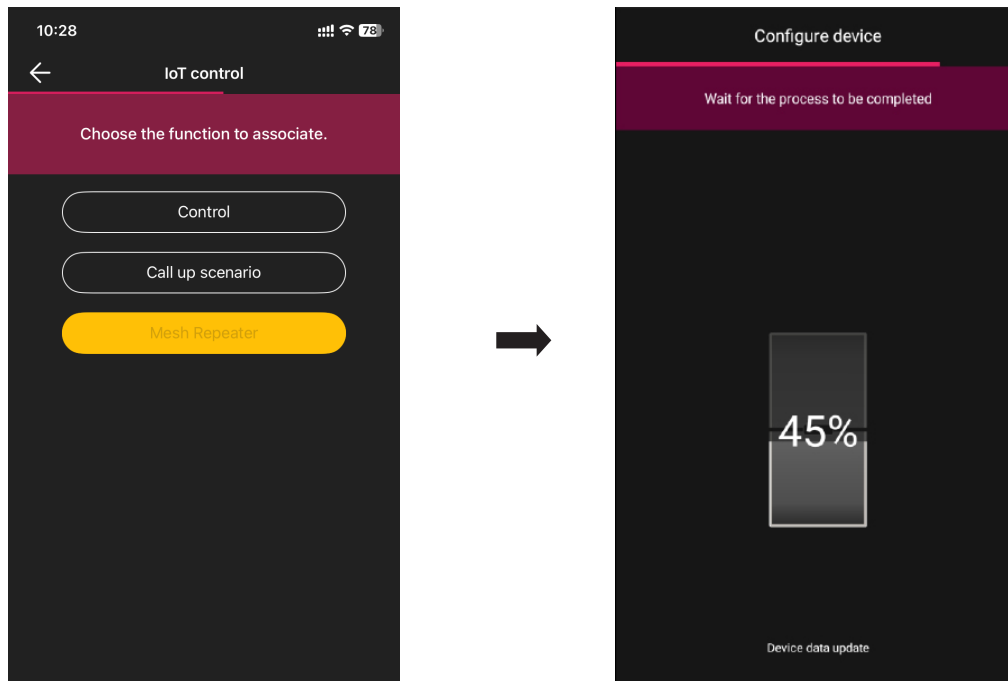 10:28
78
IoT control
Choose the function to associate.
Control
Call up scenario
Mesh Repeater
Configure device
Wait for the process to be completed
45%
Device data update